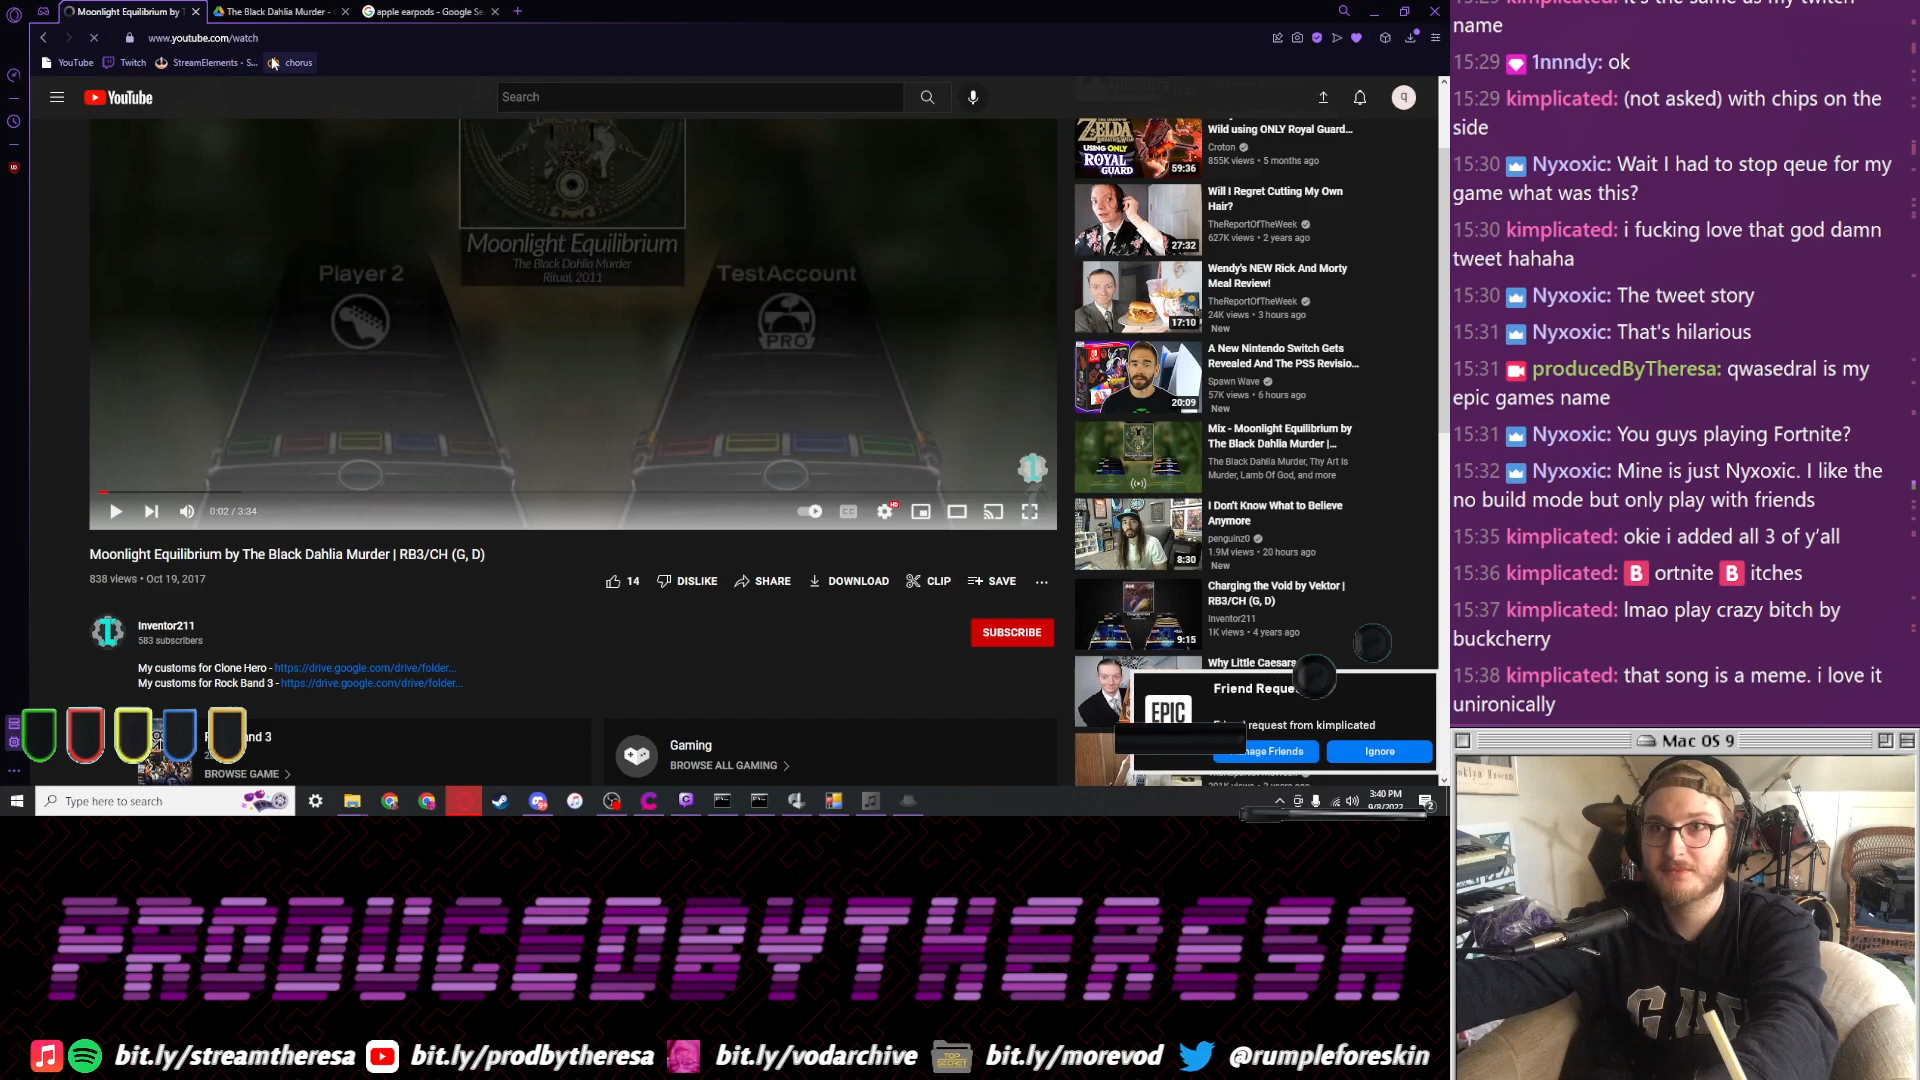 Moonlight Equilibrium by T
The Black Dahlia Murder -
apple earpods - Google Se
www.youtube.com/watch
YouTube
Twitch
StreamElements - S...
chorus
YouTube
Search
q
Moonlight Equilibrium
The Black Dahlia Murder
Ritual, 2011
Player 2
TestAccount
PRO
0:02 / 3:34
CC
HD
Moonlight Equilibrium by The Black Dahlia Murder | RB3/CH (G, D)
838 views • Oct 19, 2017
14
DISLIKE
SHARE
DOWNLOAD
CLIP
SAVE
Inventor211
583 subscribers
SUBSCRIBE
My customs for Clone Hero - https://drive.google.com/drive/folder...
My customs for Rock Band 3 - https://drive.google.com/drive/folder...
BROWSE GAME
Gaming
BROWSE ALL GAMING
ZELDA
USING ONLY
ROYAL
GUARD
59:36
Wild using ONLY Royal Guard...
Croton
855K views • 5 months ago
27:32
Will I Regret Cutting My Own
Hair?
TheReportOfTheWeek
627K views • 2 years ago
17:10
Wendy's NEW Rick And Morty
Meal Review!
TheReportOfTheWeek
24K views • 3 hours ago
New
20:09
A New Nintendo Switch Gets
Revealed And The PS5 Revisio...
Spawn Wave
57K views • 6 hours ago
New
Mix - Moonlight Equilibrium by
The Black Dahlia Murder |...
The Black Dahlia Murder, Thy Art Is
Murder, Lamb Of God, and more
8:30
I Don't Know What to Believe
Anymore
penguinz0
1.9M views • 20 hours ago
New
9:15
Charging the Void by Vektor |
RB3/CH (G, D)
Inventor211
1K views • 4 years ago
Why Little Caesars
EPIC
Friend Reque
Friend request from kimplicated
Friends
Ignore
Type here to search
3:40 PM
9/8/2022
2
name
15:29 1nnndy: ok
15:29 kimplicated: (not asked) with chips on the
side
15:30 Nyxoxic: Wait I had to stop qeue for my
game what was this?
15:30 kimplicated: i fucking love that god damn
tweet hahaha
15:30 Nyxoxic: The tweet story
15:31 Nyxoxic: That's hilarious
15:31 producedByTheresa: qwasedral is my
epic games name
15:31 Nyxoxic: You guys playing Fortnite?
15:32 Nyxoxic: Mine is just Nyxoxic. I like the
no build mode but only play with friends
15:35 kimplicated: okie i added all 3 of y'all
15:36 kimplicated: B ortnite B itches
15:37 kimplicated: lmao play crazy bitch by
buckcherry
15:38 kimplicated: that song is a meme. i love it
unironically
Mac OS 9
GAP
PRODUCEDBYTHERESA
bit.ly/streamtheresa
bit.ly/prodbytheresa
bit.ly/vodarchive
TOP
SECRET
bit.ly/morevod
@rumpleforeskin